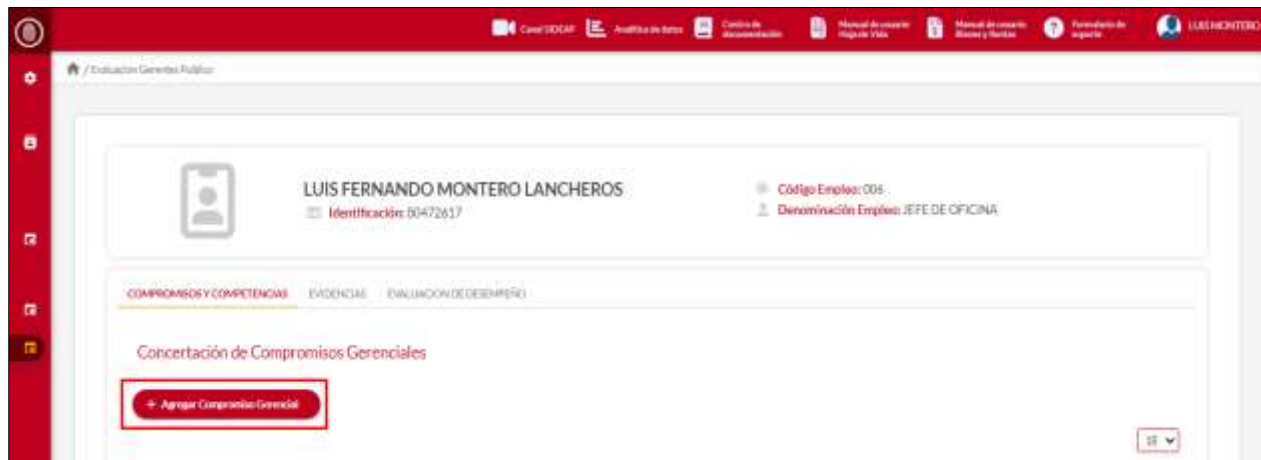 Canal SIDEAP
Analítica de datos
Centro de
documentación
Manual de usuario
Hoja de Vida
Manual de usuario
Bienes y Rentas
Formulario de
soporte
LUIS MONTERO
/ Evaluación Gerentes Público
LUIS FERNANDO MONTERO LANCHEROS
Identificación: 80472617
Código Empleo: 006
Denominación Empleo: JEFE DE OFICINA
COMPROMISOS Y COMPETENCIAS
EVIDENCIAS
EVALUACION DE DESEMPEÑO
Concertación de Compromisos Gerenciales
+ Agregar Compromiso Gerencial